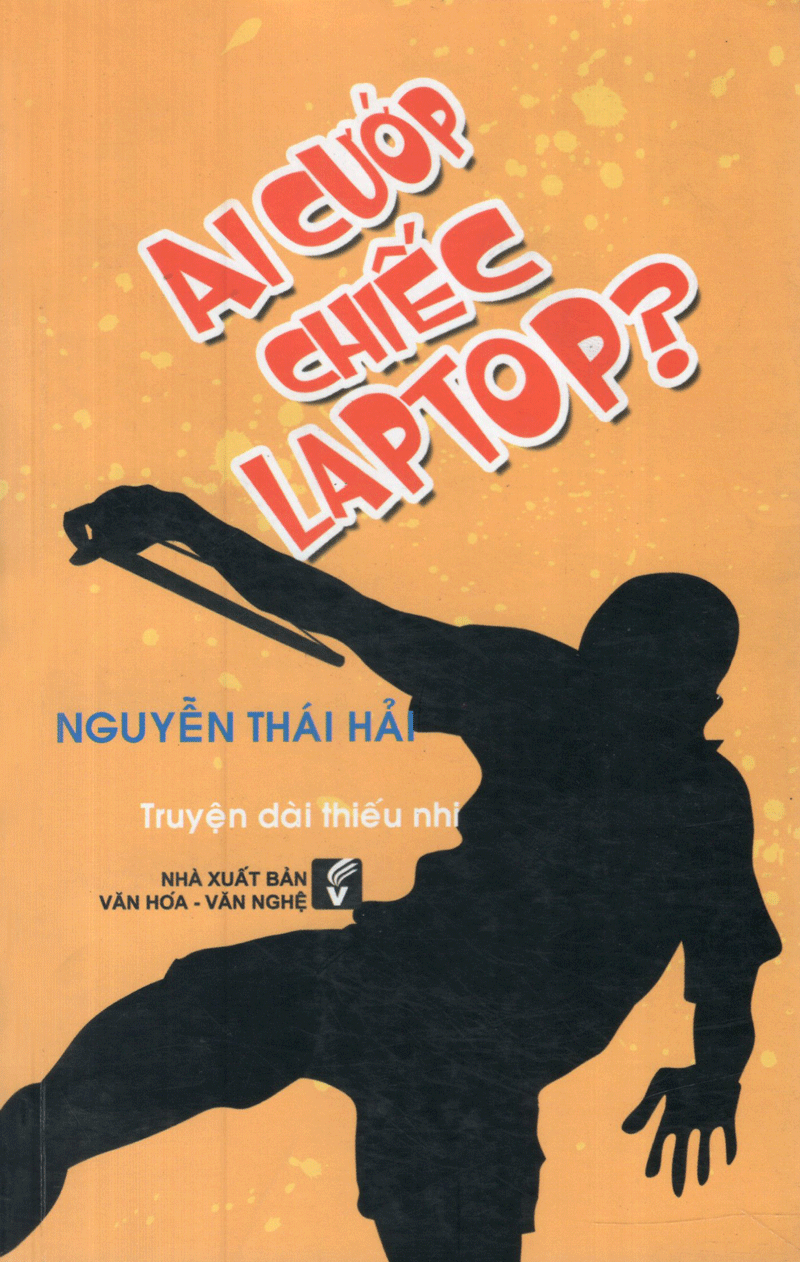 AI CƯỚP
CHIẾC
LAPTOP?
NGUYỄN THÁI HẢI
Truyện dài thiếu nhi
NHÀ XUẤT BẢN
VĂN HÓA - VĂN NGHỆ
V